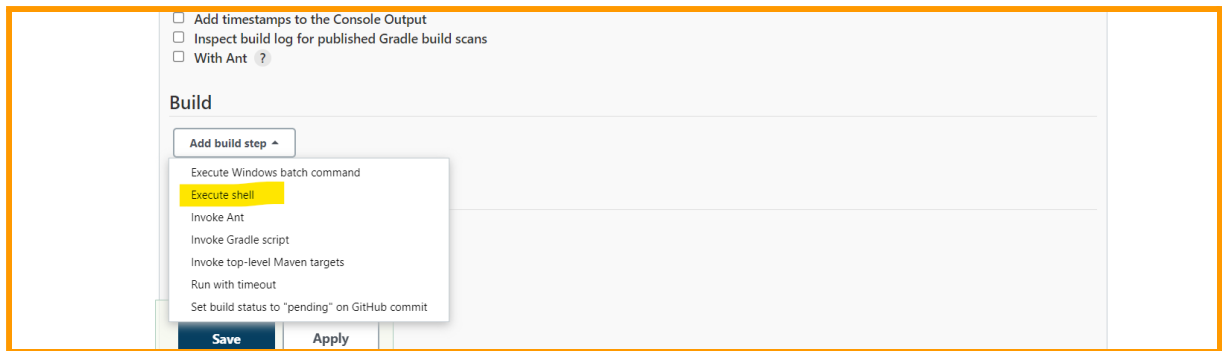 Add timestamps to the Console Output
Inspect build log for published Gradle build scans
With Ant ?
Build
Add build step
Execute Windows batch command
Execute shell
Invoke Ant
Invoke Gradle script
Invoke top-level Maven targets
Run with timeout
Set build status to "pending" on GitHub commit
Save Apply